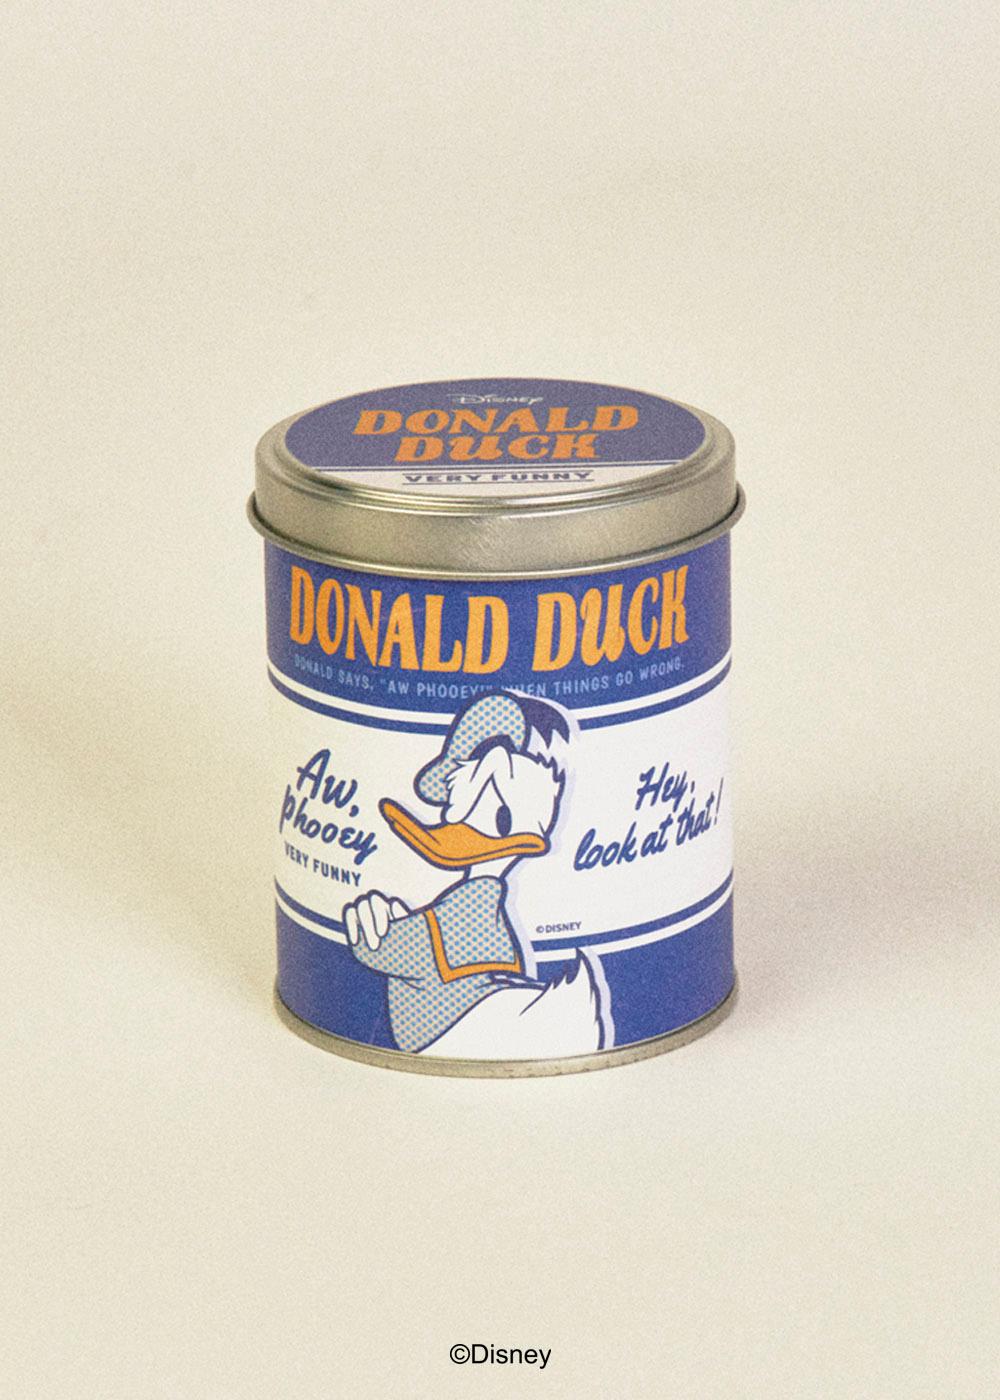 Disney
DONALD
DUCK
VERY FUNNY
DONALD DUCK
DONALD SAYS, "AW PHOOEY!" WHEN THINGS GO WRONG.
Aw,
phooey
VERY FUNNY
Hey,
look at that!
©DISNEY
©Disney